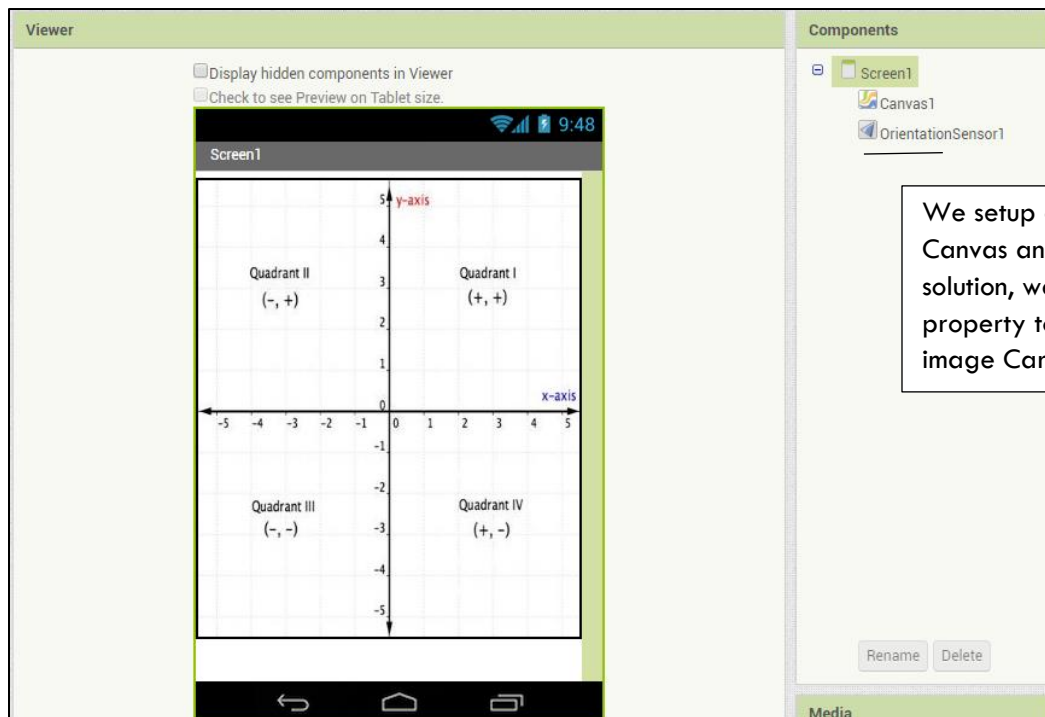 Viewer
Display hidden components in Viewer
Check to see Preview on Tablet size.
9:48
Screen1
5 y-axis
4
Quadrant II Quadrant I
3
(-, +) (+, +)
2
1
x-axis
0
-5 -4 -3 -2 -1 0 1 2 3 4 5
-1
-2
Quadrant III Quadrant IV
(-, -) -3 (+, -)
-4
-5
Components
Screen1
Canvas1
OrientationSensor1
We setup
Canvas an
solution, w
property t
image Ca
Rename Delete
Media